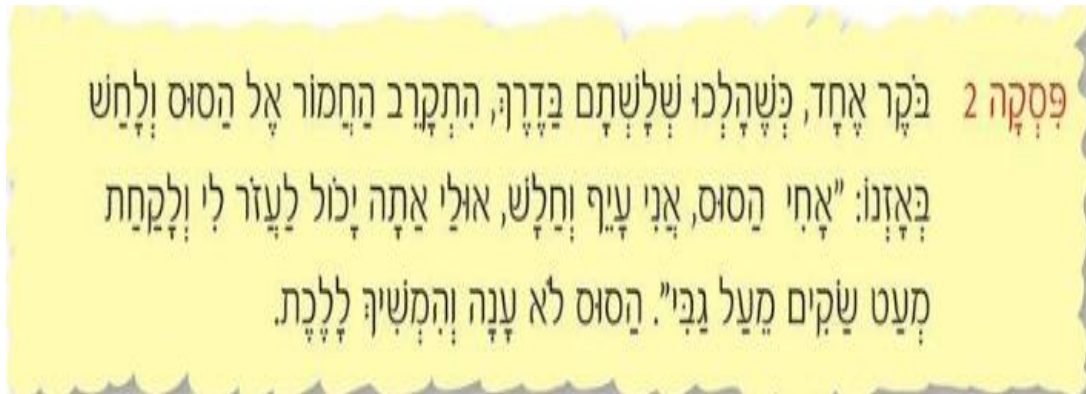 פִּסְקָה 2 בֹּקֶר אֶחָד, כְּשֶׁהָלְכוּ שְׁלָשְׁתָּם בַּדֶּרֶךְ, הִתְקָרֵב הַחֲמוֹר אֶל הַסּוּס וְלָחַשׁ
בְּאָזְנוֹ: "אָחִי הַסּוּס, אֲנִי עָיֵף וְחַלָּשׁ, אוּלַי אַתָּה יָכוֹל לַעֲזֹר לִי וְלָקַחַת
מְעַט שַׂקִּים מֵעַל גַּבִּי". הַסּוּס לֹא עָנָה וְהִמְשִׁיךְ לָלֶכֶת.